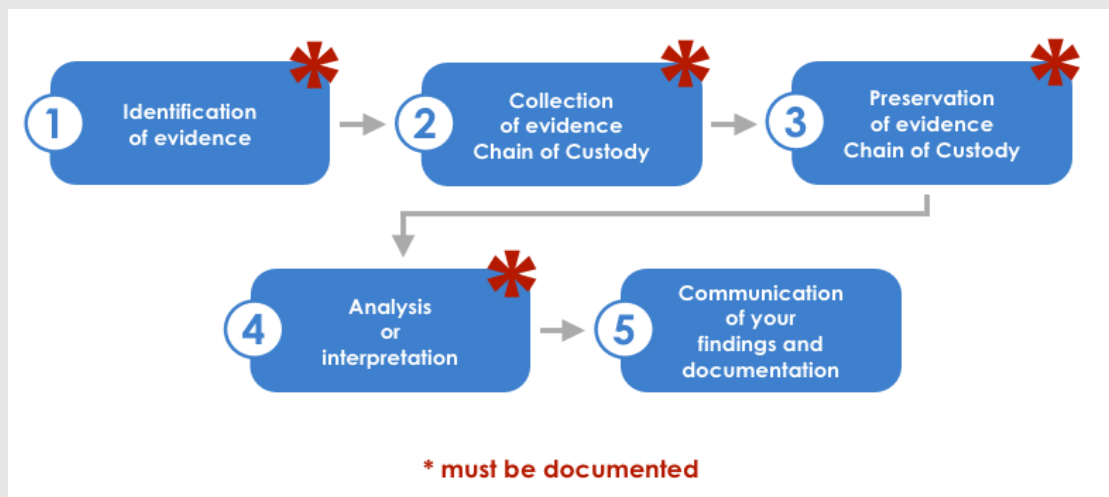 1
Identification
of evidence
2
Collection
of evidence
Chain of Custody
3
Preservation
of evidence
Chain of Custody
4
Analysis
or
interpretation
5
Communication
of your
findings and
documentation
* must be documented